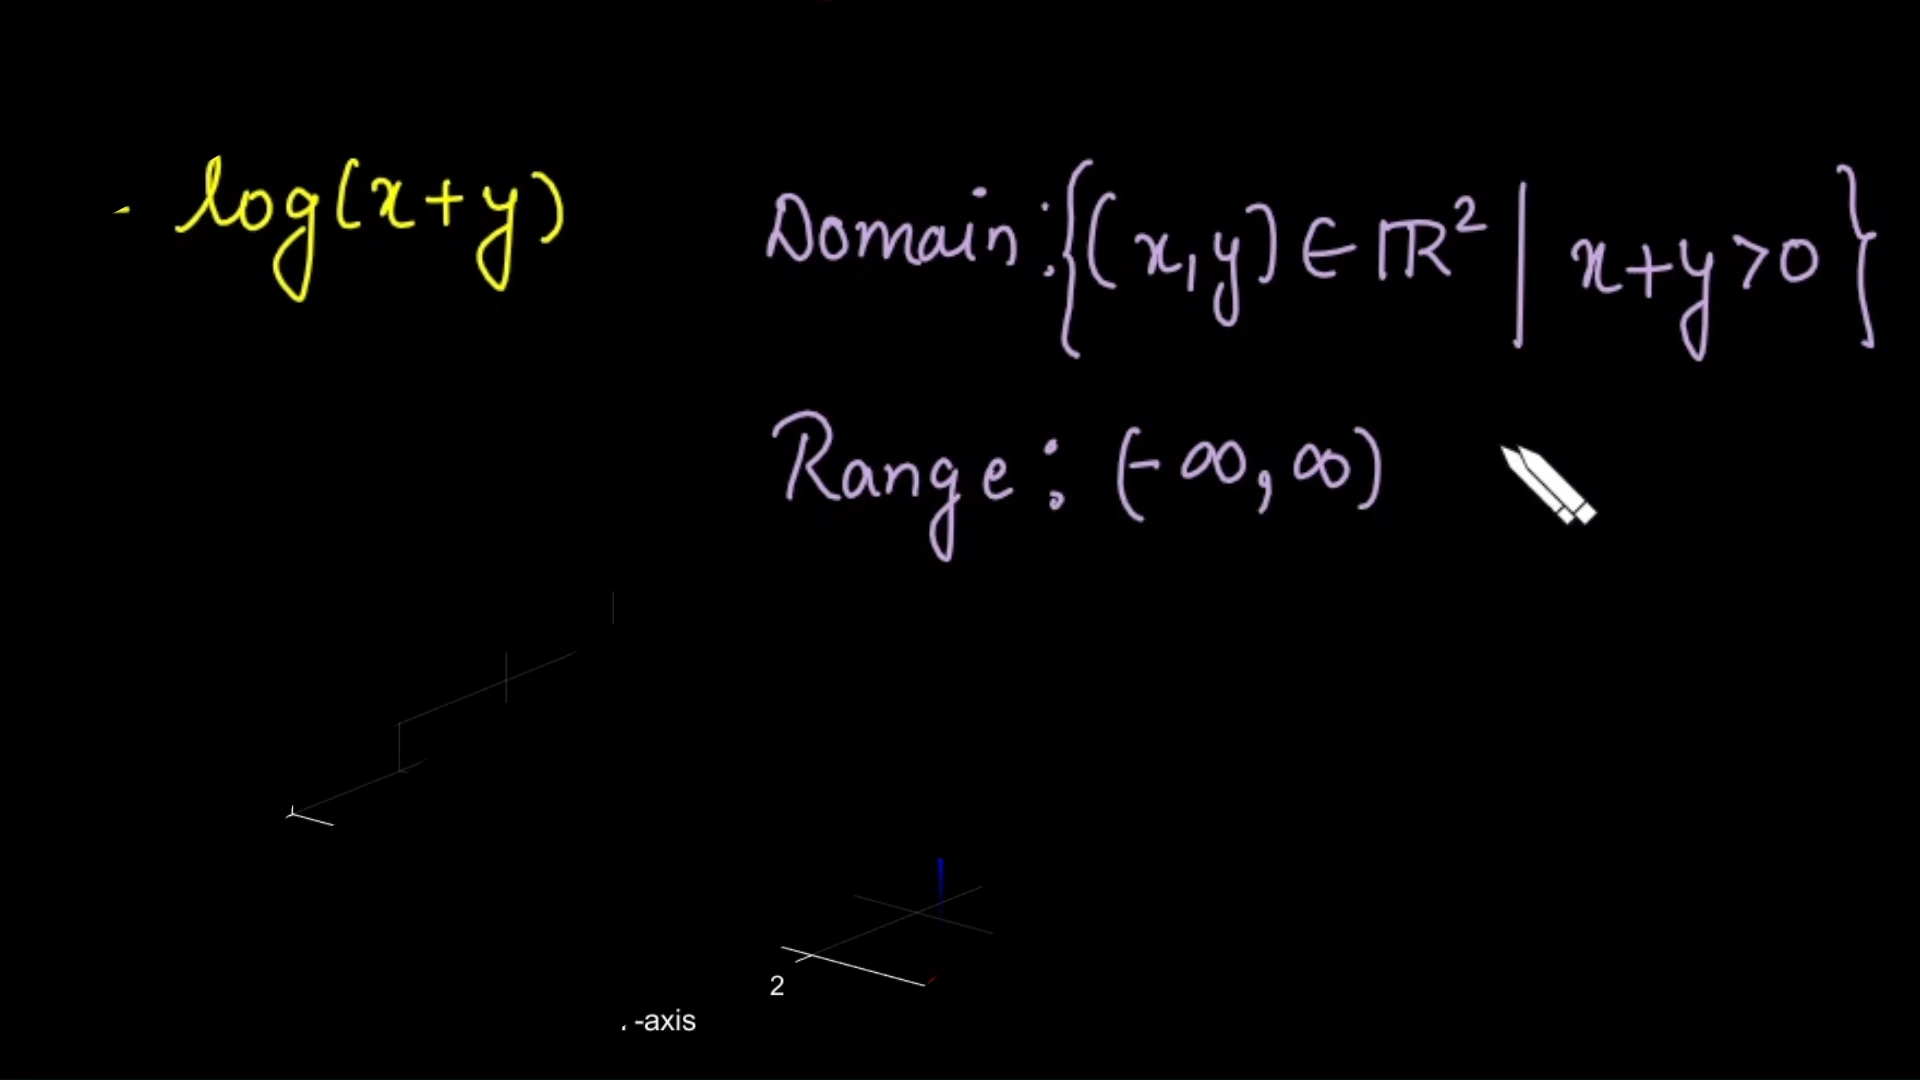 log(x+y)
Domain: {(x,y) ∈ ℝ² | x+y>0}
Range: (-∞, ∞)
2
-axis